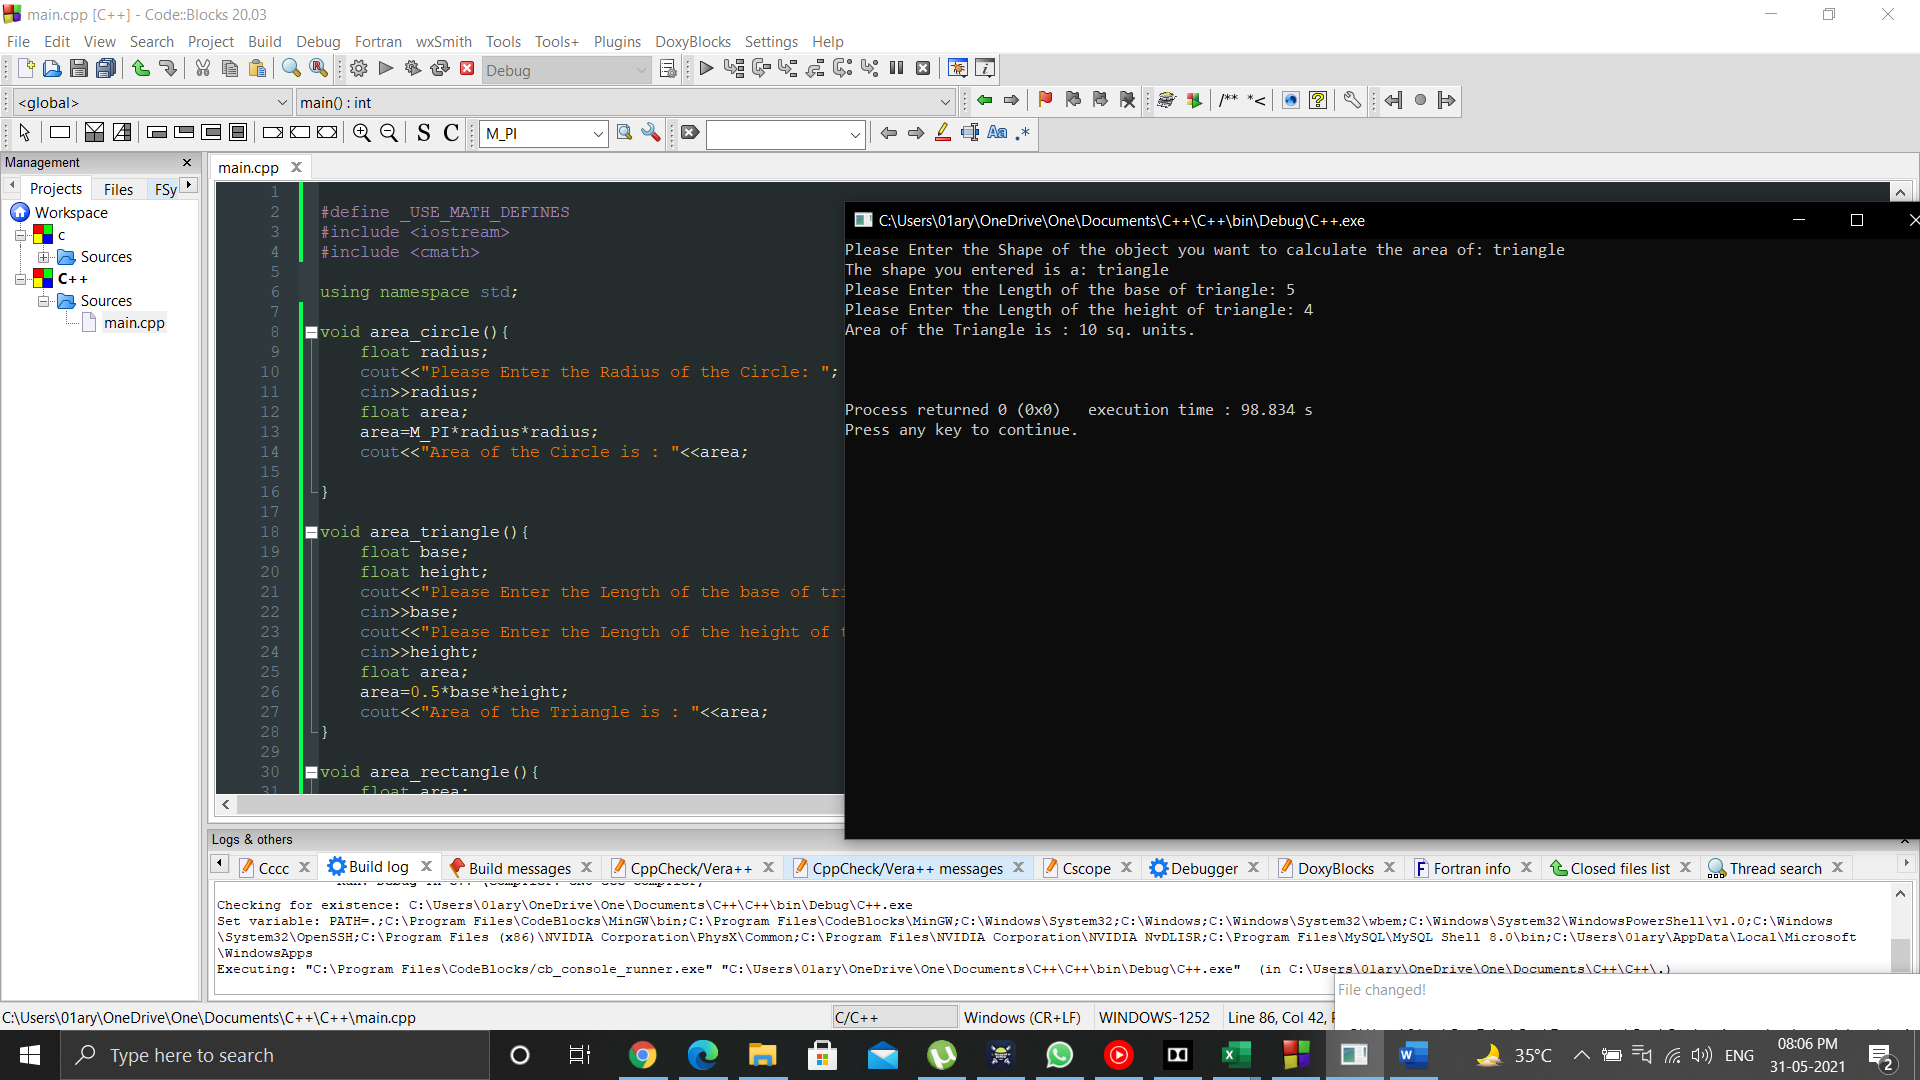 main.cpp [C++] - Code::Blocks 20.03
File Edit View Search Project Build Debug Fortran wxSmith Tools Tools+ Plugins DoxyBlocks Settings Help
Debug
<global> main() : int
/** *<
S C M_PI Aa .*
Management
Projects Files FSy
Workspace
c
Sources
C++
Sources
main.cpp
main.cpp
1
2 #define _USE_MATH_DEFINES
3 #include <iostream>
4 #include <cmath>
5
6 using namespace std;
7
8 void area_circle(){
9 float radius;
10 cout<<"Please Enter the Radius of the Circle: ";
11 cin>>radius;
12 float area;
13 area=M_PI*radius*radius;
14 cout<<"Area of the Circle is : "<<area;
15
16 }
17
18 void area_triangle(){
19 float base;
20 float height;
21 cout<<"Please Enter the Length of the base of tri
22 cin>>base;
23 cout<<"Please Enter the Length of the height of t
24 cin>>height;
25 float area;
26 area=0.5*base*height;
27 cout<<"Area of the Triangle is : "<<area;
28 }
29
30 void area_rectangle(){
31 float area;
C:\Users\01ary\OneDrive\One\Documents\C++\C++\bin\Debug\C++.exe
Please Enter the Shape of the object you want to calculate the area of: triangle
The shape you entered is a: triangle
Please Enter the Length of the base of triangle: 5
Please Enter the Length of the height of triangle: 4
Area of the Triangle is : 10 sq. units.
Process returned 0 (0x0) execution time : 98.834 s
Press any key to continue.
Logs & others
Cccc Build log Build messages CppCheck/Vera++ CppCheck/Vera++ messages Cscope Debugger DoxyBlocks Fortran info Closed files list Thread search
Checking for existence: C:\Users\01ary\OneDrive\One\Documents\C++\C++\bin\Debug\C++.exe
Set variable: PATH=.;C:\Program Files\CodeBlocks\MinGW\bin;C:\Program Files\CodeBlocks\MinGW;C:\Windows\System32;C:\Windows;C:\Windows\System32\wbem;C:\Windows\System32\WindowsPowerShell\v1.0;C:\Windows
\System32\OpenSSH;C:\Program Files (x86)\NVIDIA Corporation\PhysX\Common;C:\Program Files\NVIDIA Corporation\NVIDIA NvDLISR;C:\Program Files\MySQL\MySQL Shell 8.0\bin;C:\Users\01ary\AppData\Local\Microsoft
\WindowsApps
Executing: "C:\Program Files\CodeBlocks/cb_console_runner.exe" "C:\Users\01ary\OneDrive\One\Documents\C++\C++\bin\Debug\C++.exe" (in C:\Users\01ary\OneDrive\One\Documents\C++\C++\.)
File changed!
C:\Users\01ary\OneDrive\One\Documents\C++\C++\main.cpp C/C++ Windows (CR+LF) WINDOWS-1252 Line 86, Col 42,
Type here to search
35°C ENG
08:06 PM
31-05-2021
2